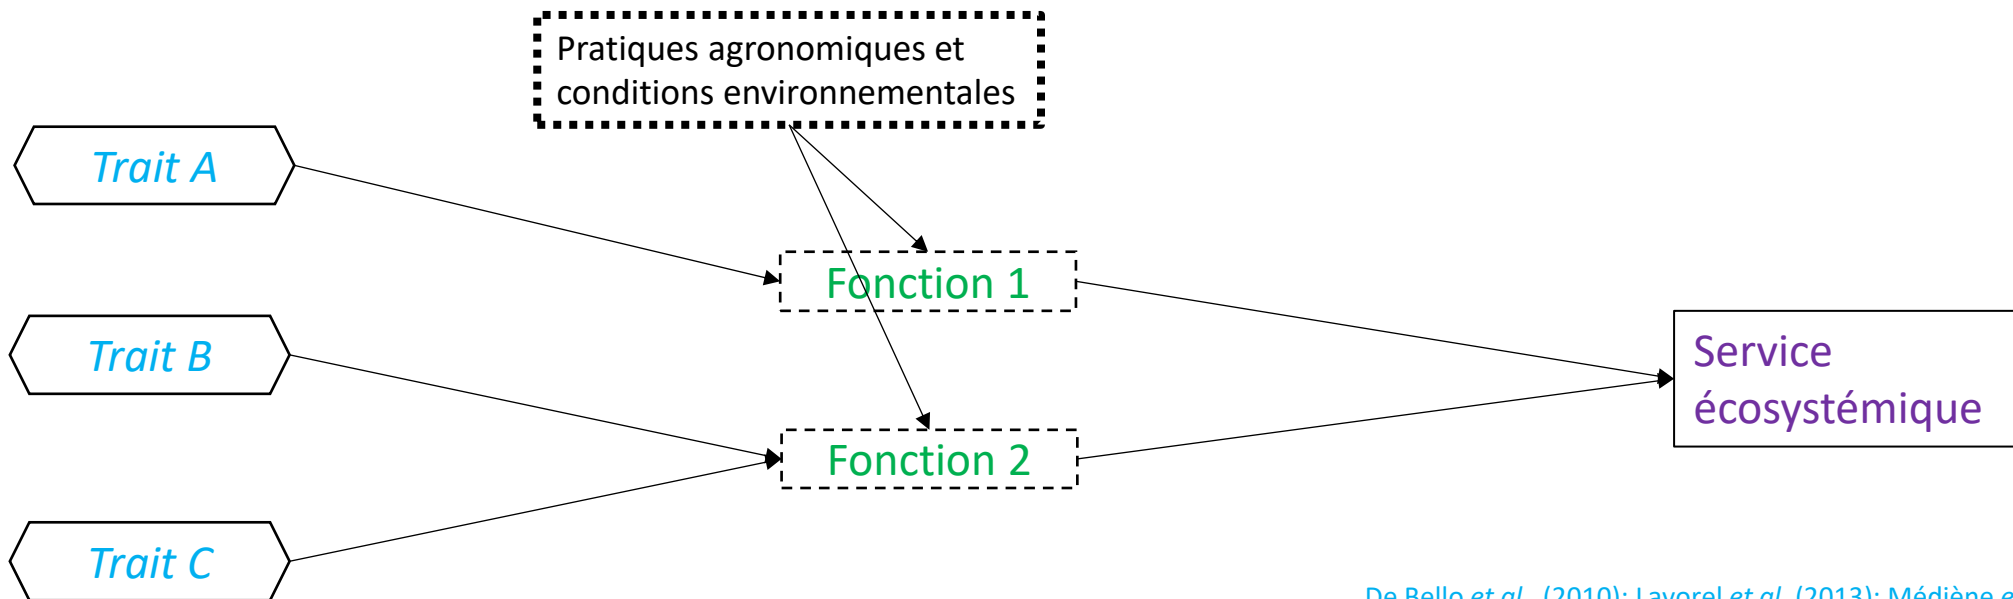 Pratiques agronomiques et
conditions environnementales
Trait A
Fonction 1
Trait B
Service
écosystémique
Fonction 2
Trait C
De Bello et al., (2010); Lavorel et al. (2013); Médiène